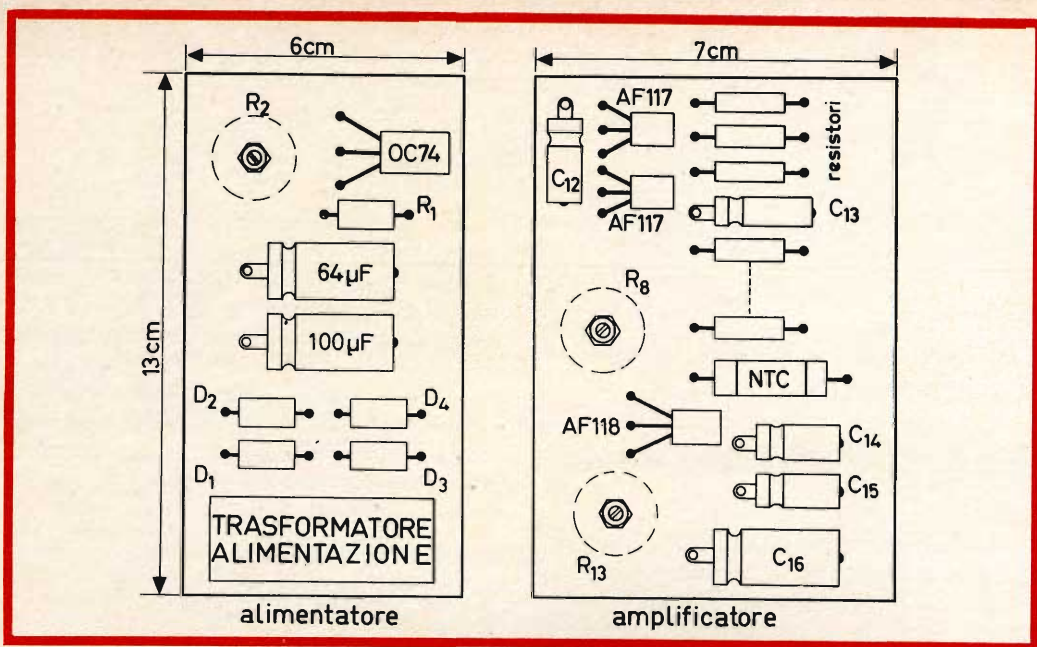 6cm
R2
OC74
R1
64µF
100µF
D2
D4
D1
D3
TRASFORMATORE
ALIMENTAZIONE
13cm
alimentatore
7cm
AF117
C12
AF117
resistori
C13
R8
NTC
AF118
C14
C15
R13
C16
amplificatore